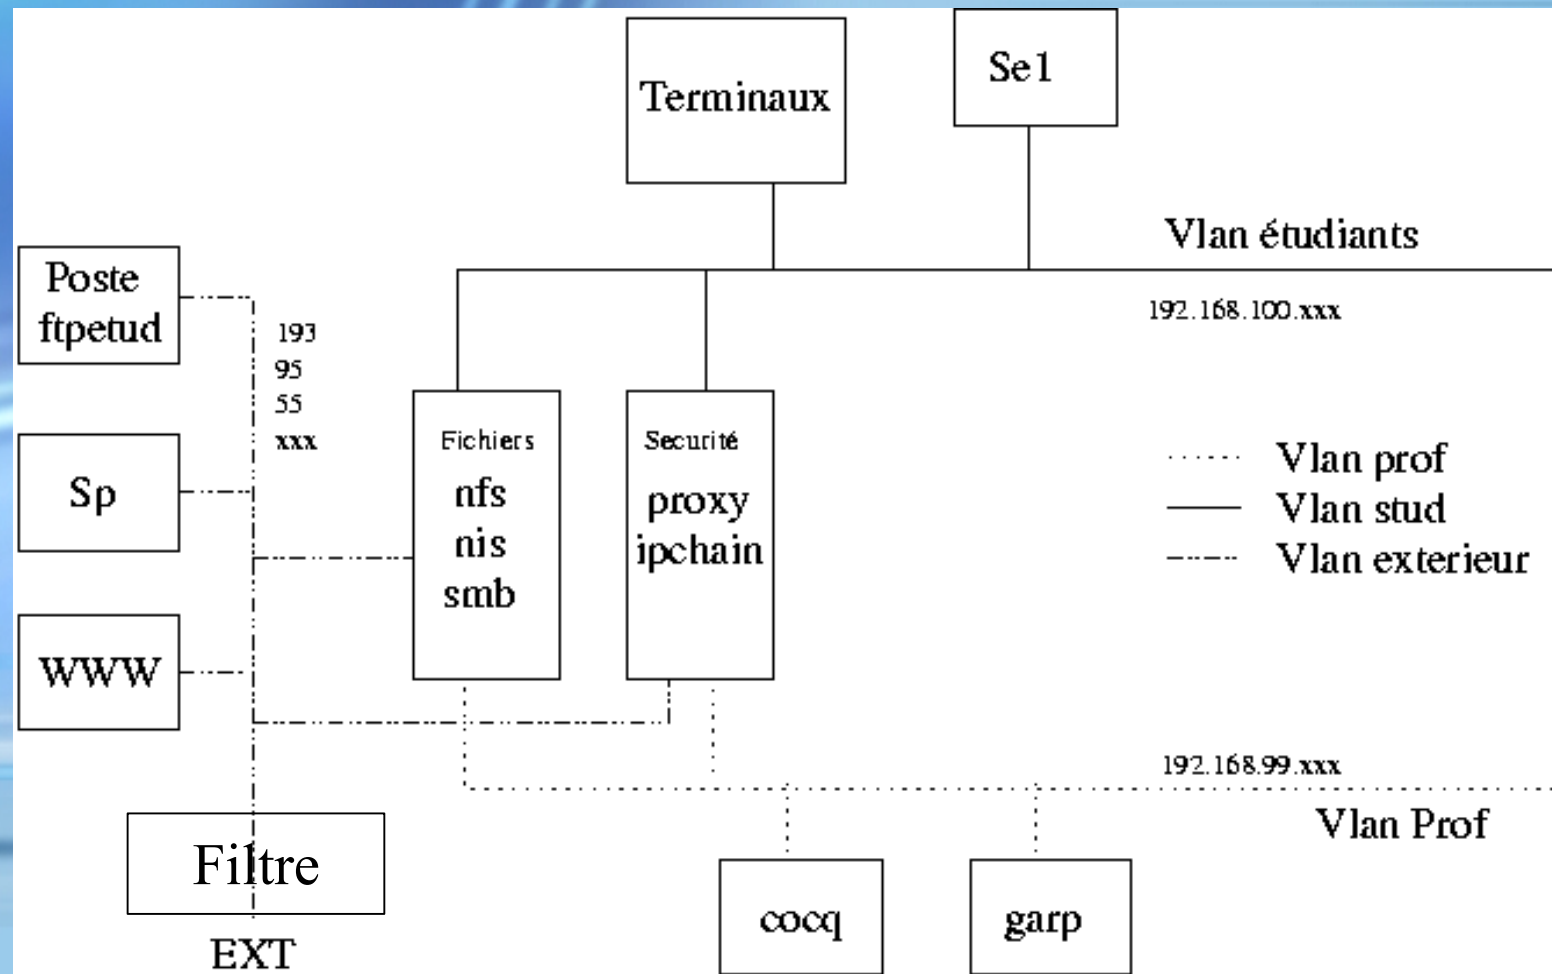 Terminaux
Se1
Vlan étudiants
192.168.100.xxx
Poste
ftpetud
193
95
55
xxx
Sp
WWW
Fichiers
nfs
nis
smb
Sécurité
proxy
ipchain
Vlan prof
Vlan stud
Vlan exterieur
192.168.99.xxx
Vlan Prof
Filtre
EXT
cocq
garp